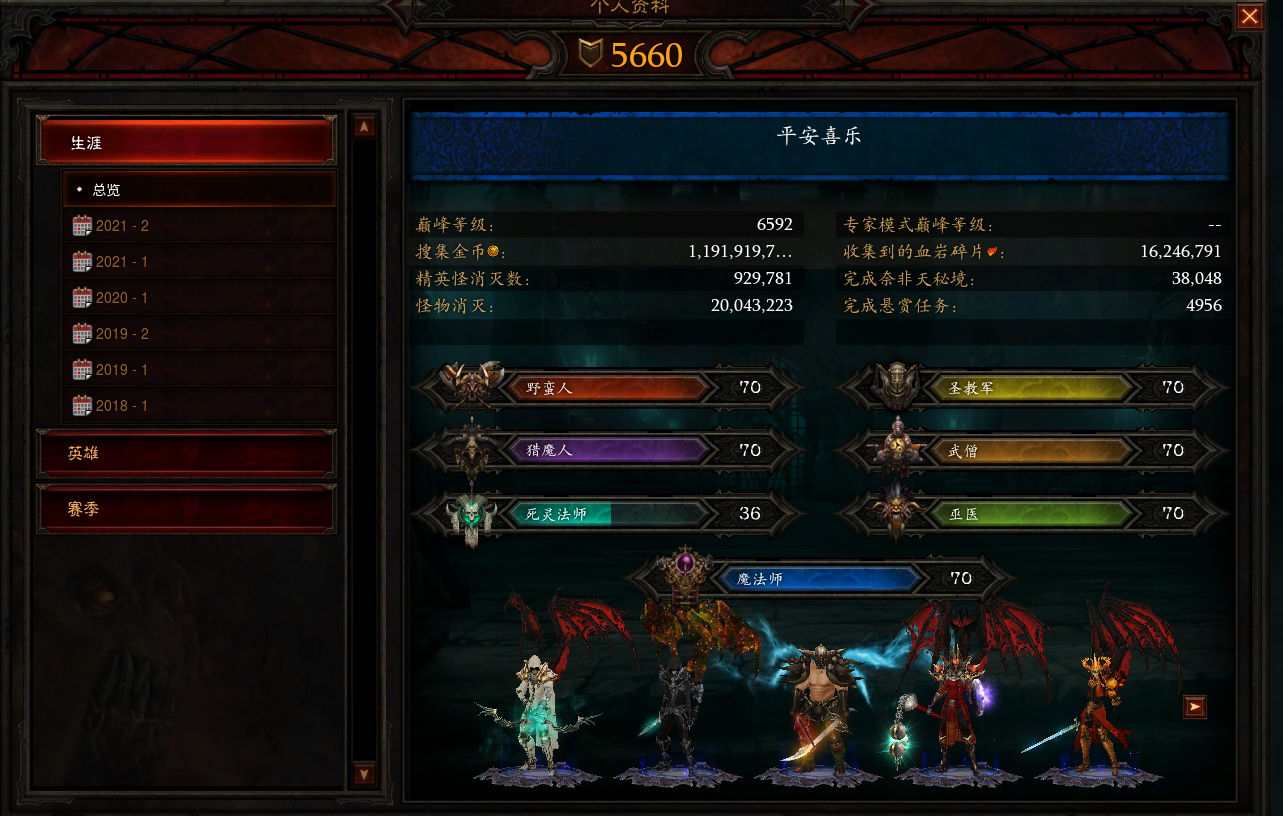 个人资料
5660
生涯
• 总览
2021 - 2
2021 - 1
2020 - 1
2019 - 2
2019 - 1
2018 - 1
英雄
赛季
平安喜乐
巅峰等级: 6592
搜集金币: 1,191,919,7...
精英怪消灭数: 929,781
怪物消灭: 20,043,223
专家模式巅峰等级: --
收集到的血岩碎片: 16,246,791
完成奈非天秘境: 38,048
完成悬赏任务: 4956
野蛮人 70
圣教军 70
猎魔人 70
武僧 70
死灵法师 36
巫医 70
魔法师 70